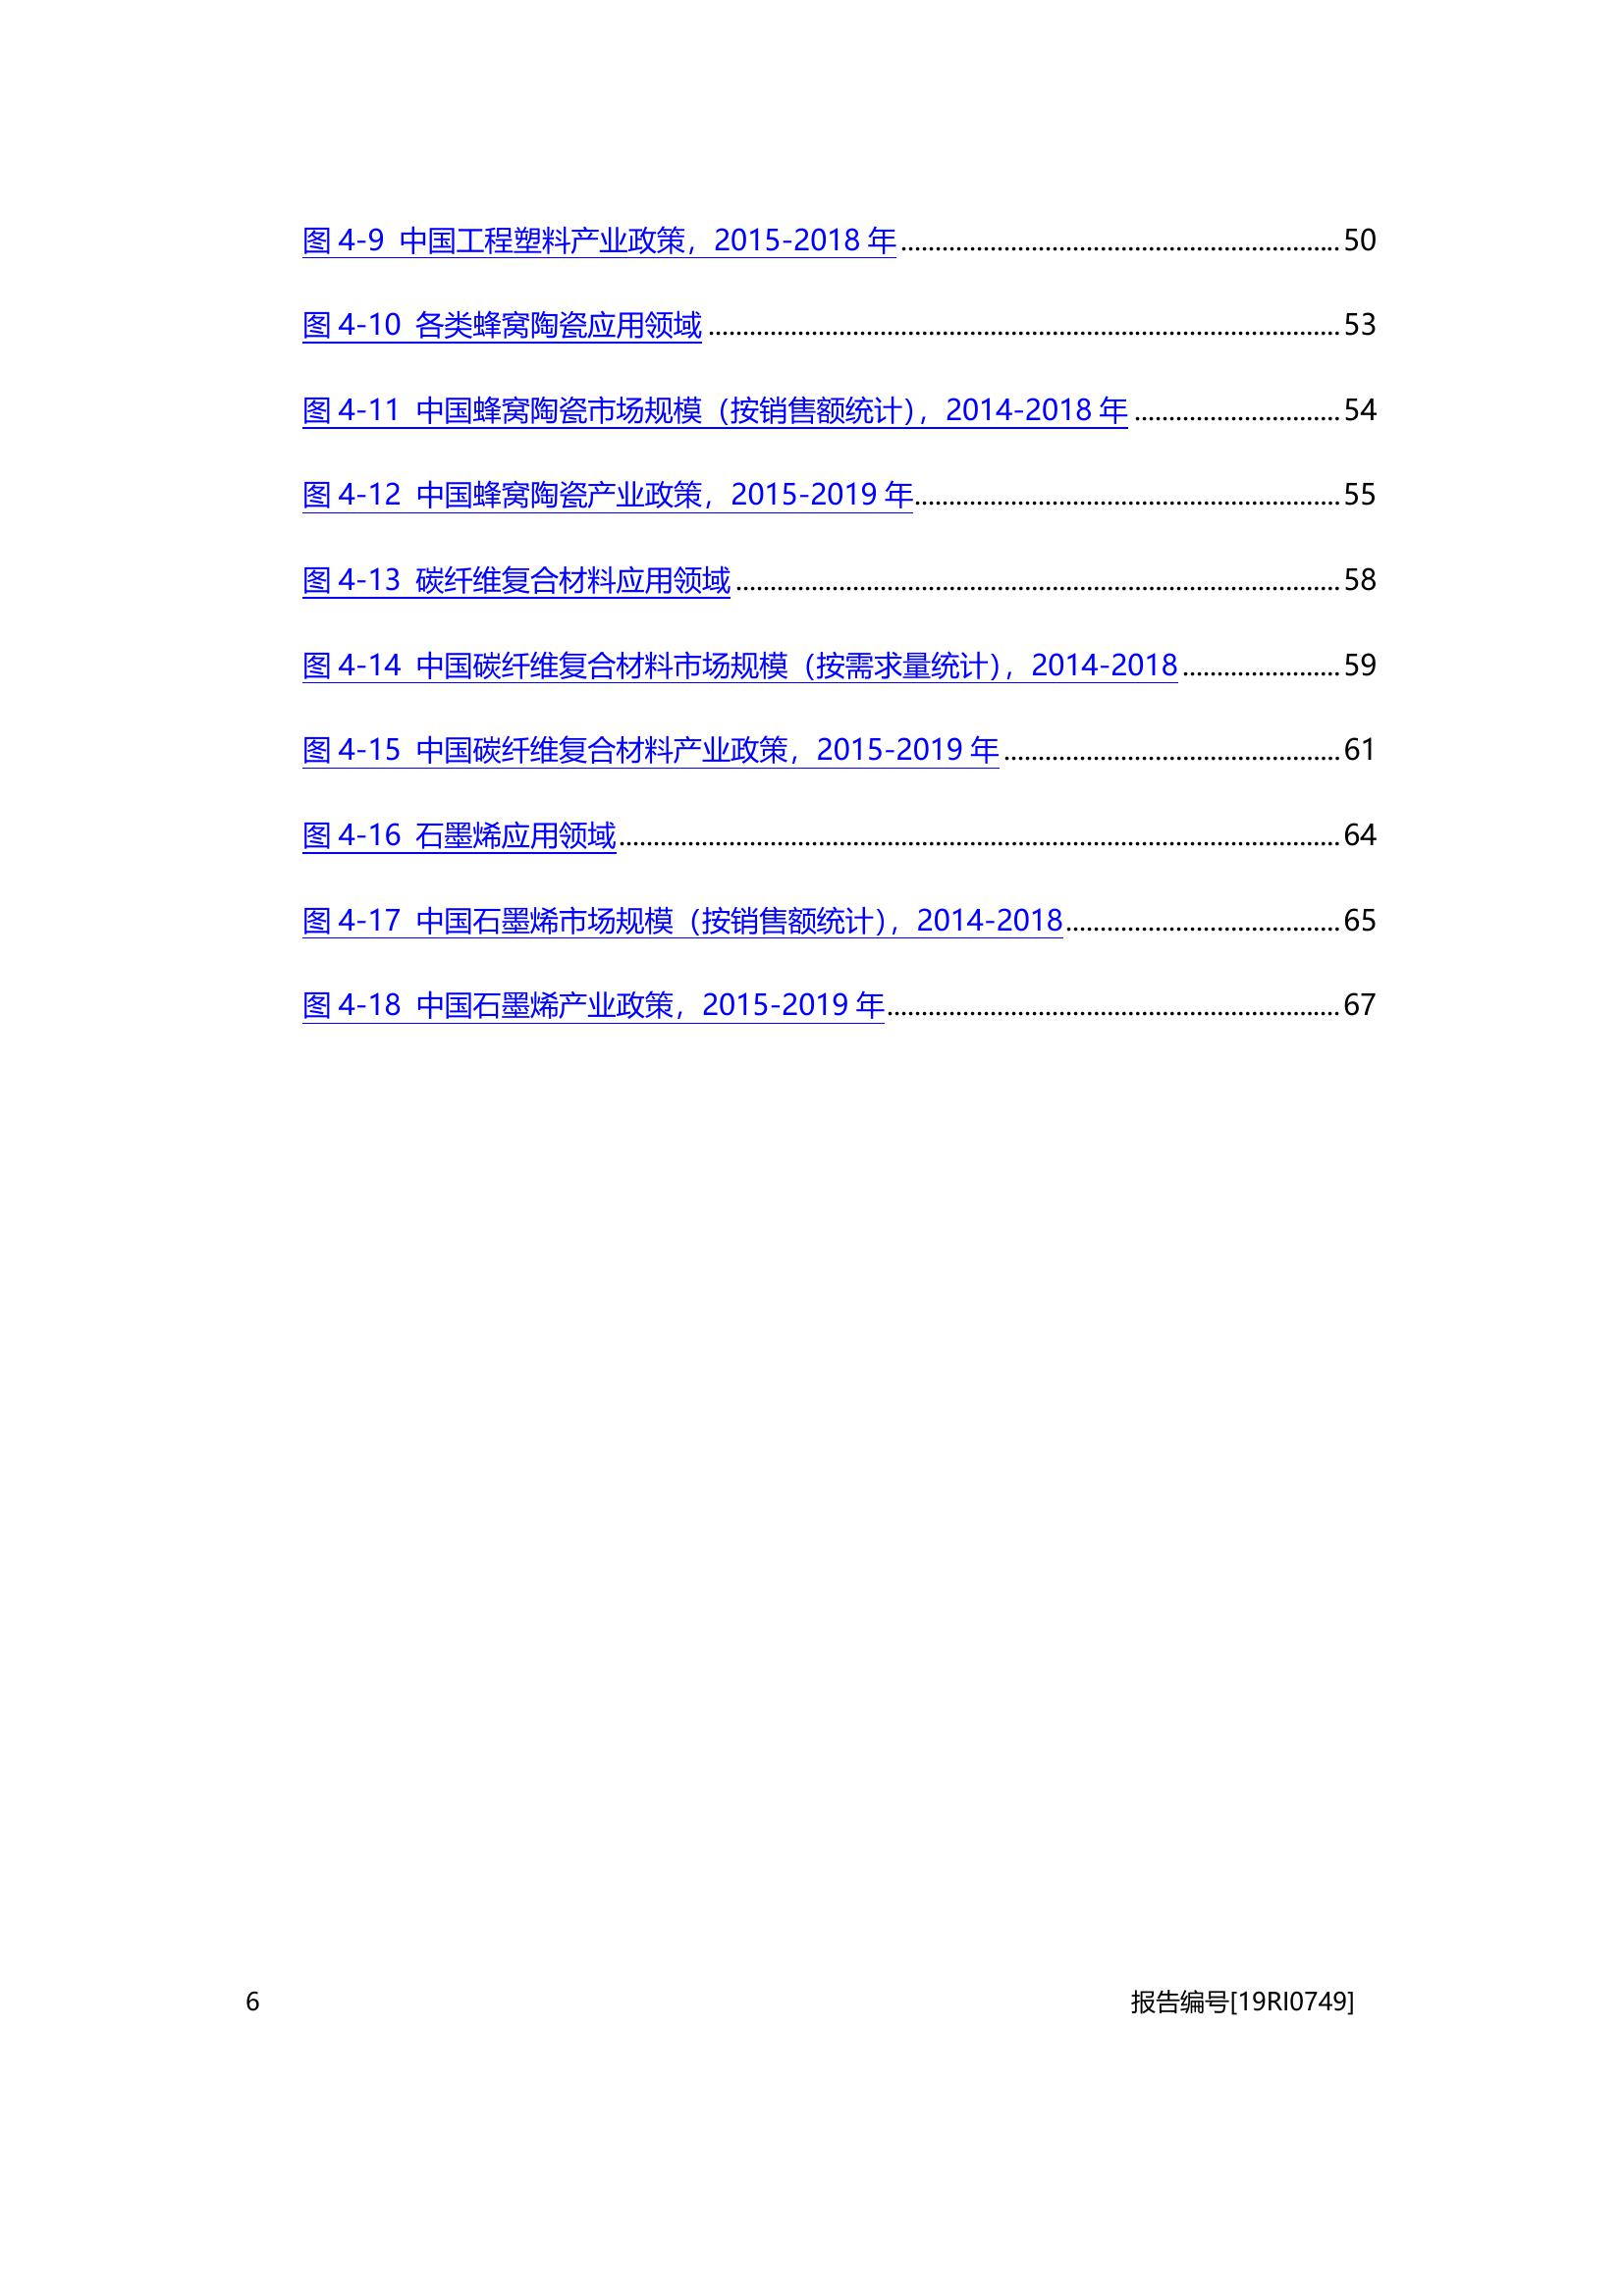 图 4-9 中国工程塑料产业政策，2015-2018 年 ................................................................ 50
图 4-10 各类蜂窝陶瓷应用领域 ............................................................................................ 53
图 4-11 中国蜂窝陶瓷市场规模（按销售额统计），2014-2018 年 .............................. 54
图 4-12 中国蜂窝陶瓷产业政策，2015-2019 年.............................................................. 55
图 4-13 碳纤维复合材料应用领域 ........................................................................................ 58
图 4-14 中国碳纤维复合材料市场规模（按需求量统计），2014-2018 ....................... 59
图 4-15 中国碳纤维复合材料产业政策，2015-2019 年 ................................................. 61
图 4-16 石墨烯应用领域......................................................................................................... 64
图 4-17 中国石墨烯市场规模（按销售额统计），2014-2018........................................ 65
图 4-18 中国石墨烯产业政策，2015-2019 年.................................................................. 67
6 报告编号[19RI0749]